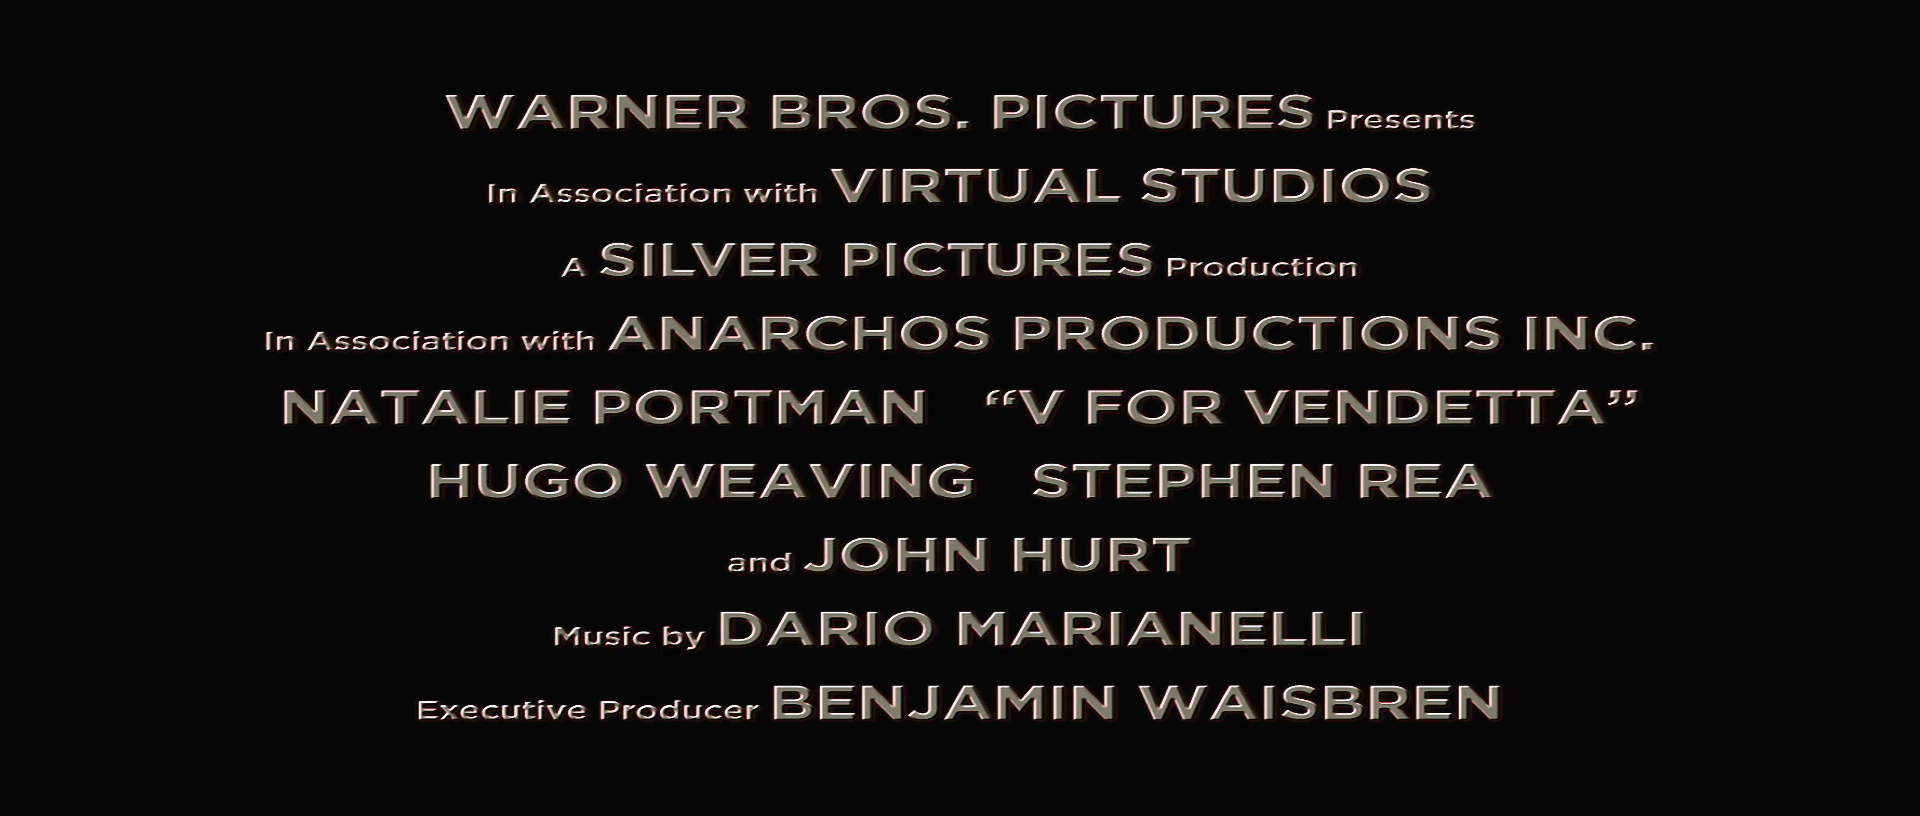 WARNER BROS. PICTURES Presents
In Association with VIRTUAL STUDIOS
A SILVER PICTURES Production
In Association with ANARCHOS PRODUCTIONS INC.
NATALIE PORTMAN “V FOR VENDETTA”
HUGO WEAVING STEPHEN REA
and JOHN HURT
Music by DARIO MARIANELLI
Executive Producer BENJAMIN WAISBREN